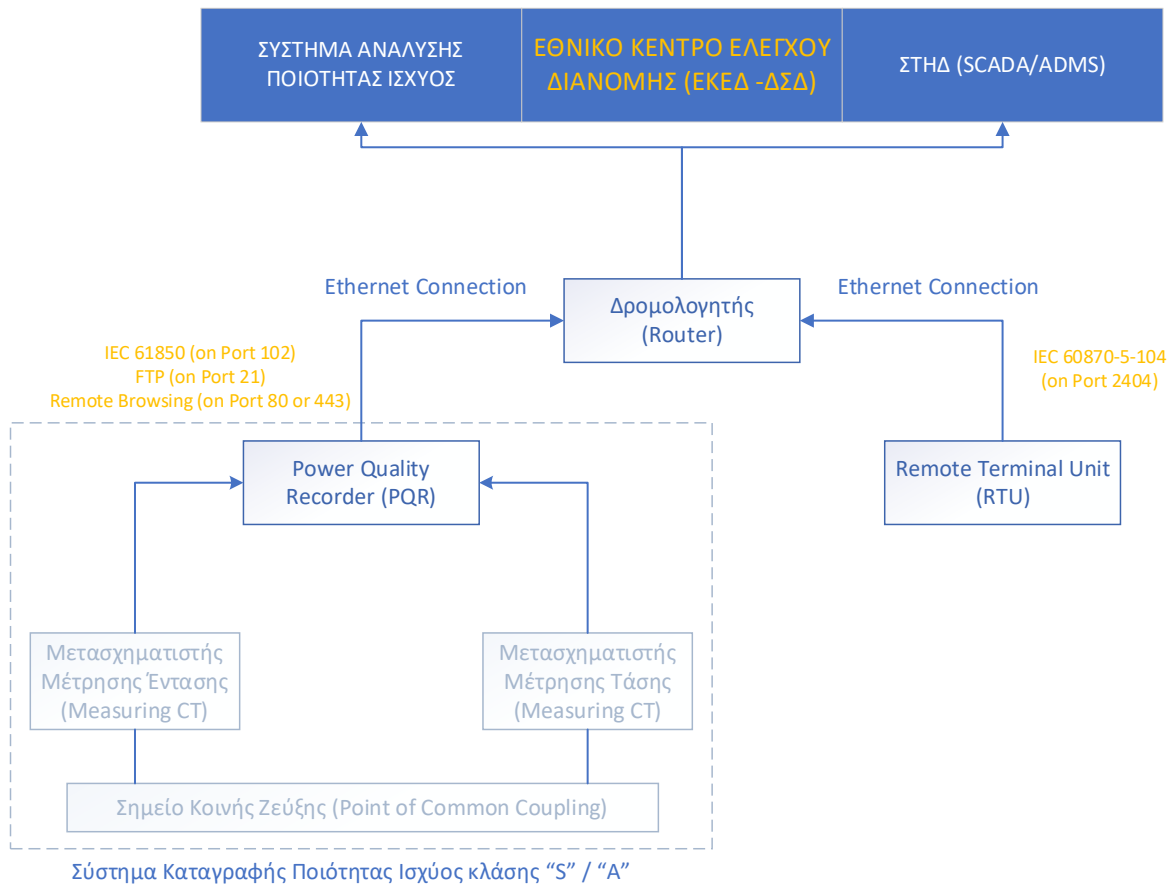 ΣΥΣΤΗΜΑ ΑΝΑΛΥΣΗΣ
ΠΟΙΟΤΗΤΑΣ ΙΣΧΥΟΣ
ΕΘΝΙΚΟ ΚΕΝΤΡΟ ΕΛΕΓΧΟΥ
ΔΙΑΝΟΜΗΣ (ΕΚΕΔ -ΔΣΔ)
ΣΤΗΔ (SCADA/ADMS)
Ethernet Connection
Δρομολογητής
(Router)
Ethernet Connection
IEC 61850 (on Port 102)
FTP (on Port 21)
Remote Browsing (on Port 80 or 443)
IEC 60870-5-104
(on Port 2404)
Power Quality
Recorder (PQR)
Remote Terminal Unit
(RTU)
Μετασχηματιστής
Μέτρησης Έντασης
(Measuring CT)
Μετασχηματιστής
Μέτρησης Τάσης
(Measuring CT)
Σημείο Κοινής Ζεύξης (Point of Common Coupling)
Σύστημα Καταγραφής Ποιότητας Ισχύος κλάσης “S” / “A”